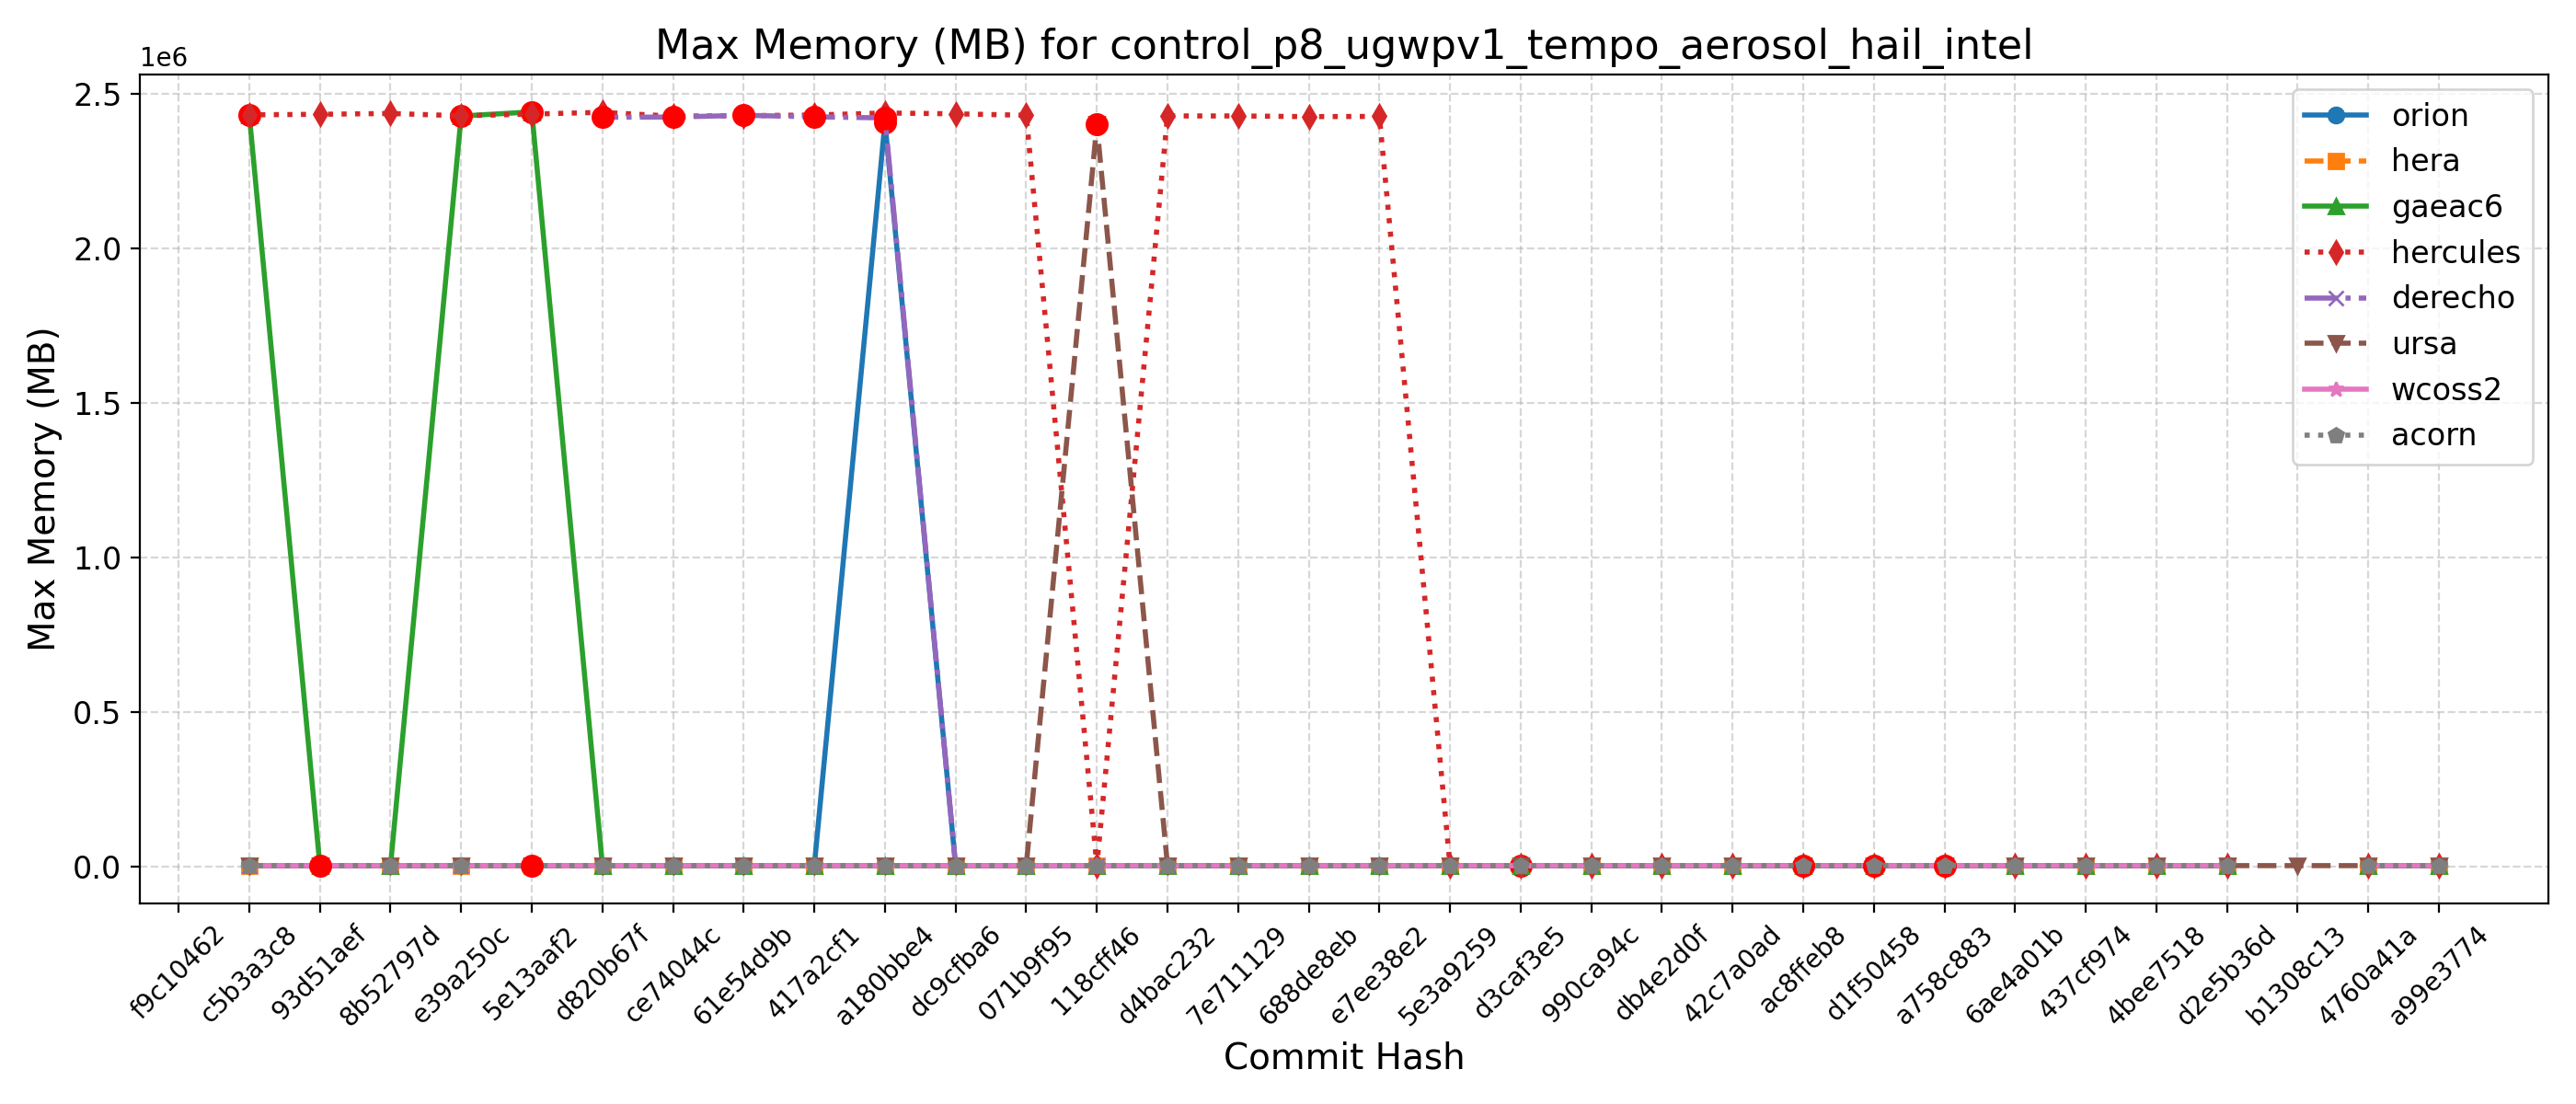 Max Memory (MB) for control_p8_ugwpv1_tempo_aerosol_hail_intel
1e6
2.5
2.0
1.5
1.0
0.5
0.0
Max Memory (MB)
orion
hera
gaeac6
hercules
derecho
ursa
wcoss2
acorn
f9c10462
c5b3a3c8
93d51aef
8b52797d
e39a250c
5e13aaf2
d820b67f
ce74044c
61e54d9b
417a2cf1
a180bbe4
dc9cfba6
071b9f95
118cff46
d4bac232
7e711129
688de8eb
e7ee38e2
5e3a9259
d3caf3e5
990ca94c
db4e2d0f
42c7a0ad
ac8ffeb8
d1f50458
a758c883
6ae4a01b
437cf974
4bee7518
d2e5b36d
b1308c13
4760a41a
a99e3774
Commit Hash